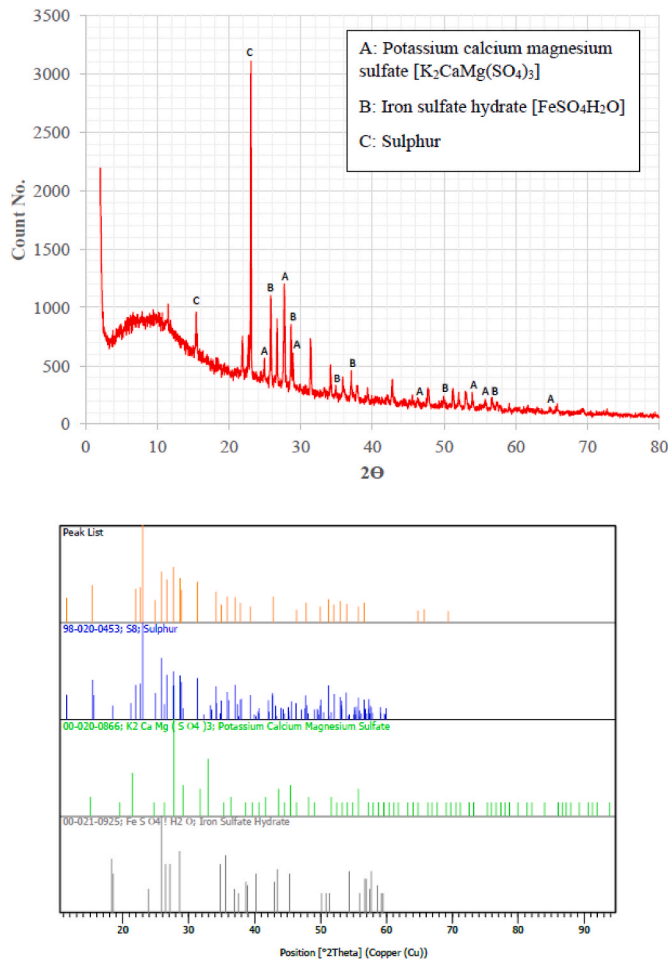 3500
3000
2500
2000
1500
1000
500
0
Count No.
0 10 20 30 40 50 60 70 80
2Θ
C
C
B
A
A
B
A
B
B
A
B
A
A
B
A
A: Potassium calcium magnesium
sulfate [K₂CaMg(SO₄)₃]
B: Iron sulfate hydrate [FeSO₄H₂O]
C: Sulphur
Peak List
98-020-0453; S8; Sulphur
00-020-0866; K2 Ca Mg ( S O4 )3; Potassium Calcium Magnesium Sulfate
00-021-0925; Fe S O4 ! H2 O; Iron Sulfate Hydrate
20 30 40 50 60 70 80 90
Position [°2Theta] (Copper (Cu))